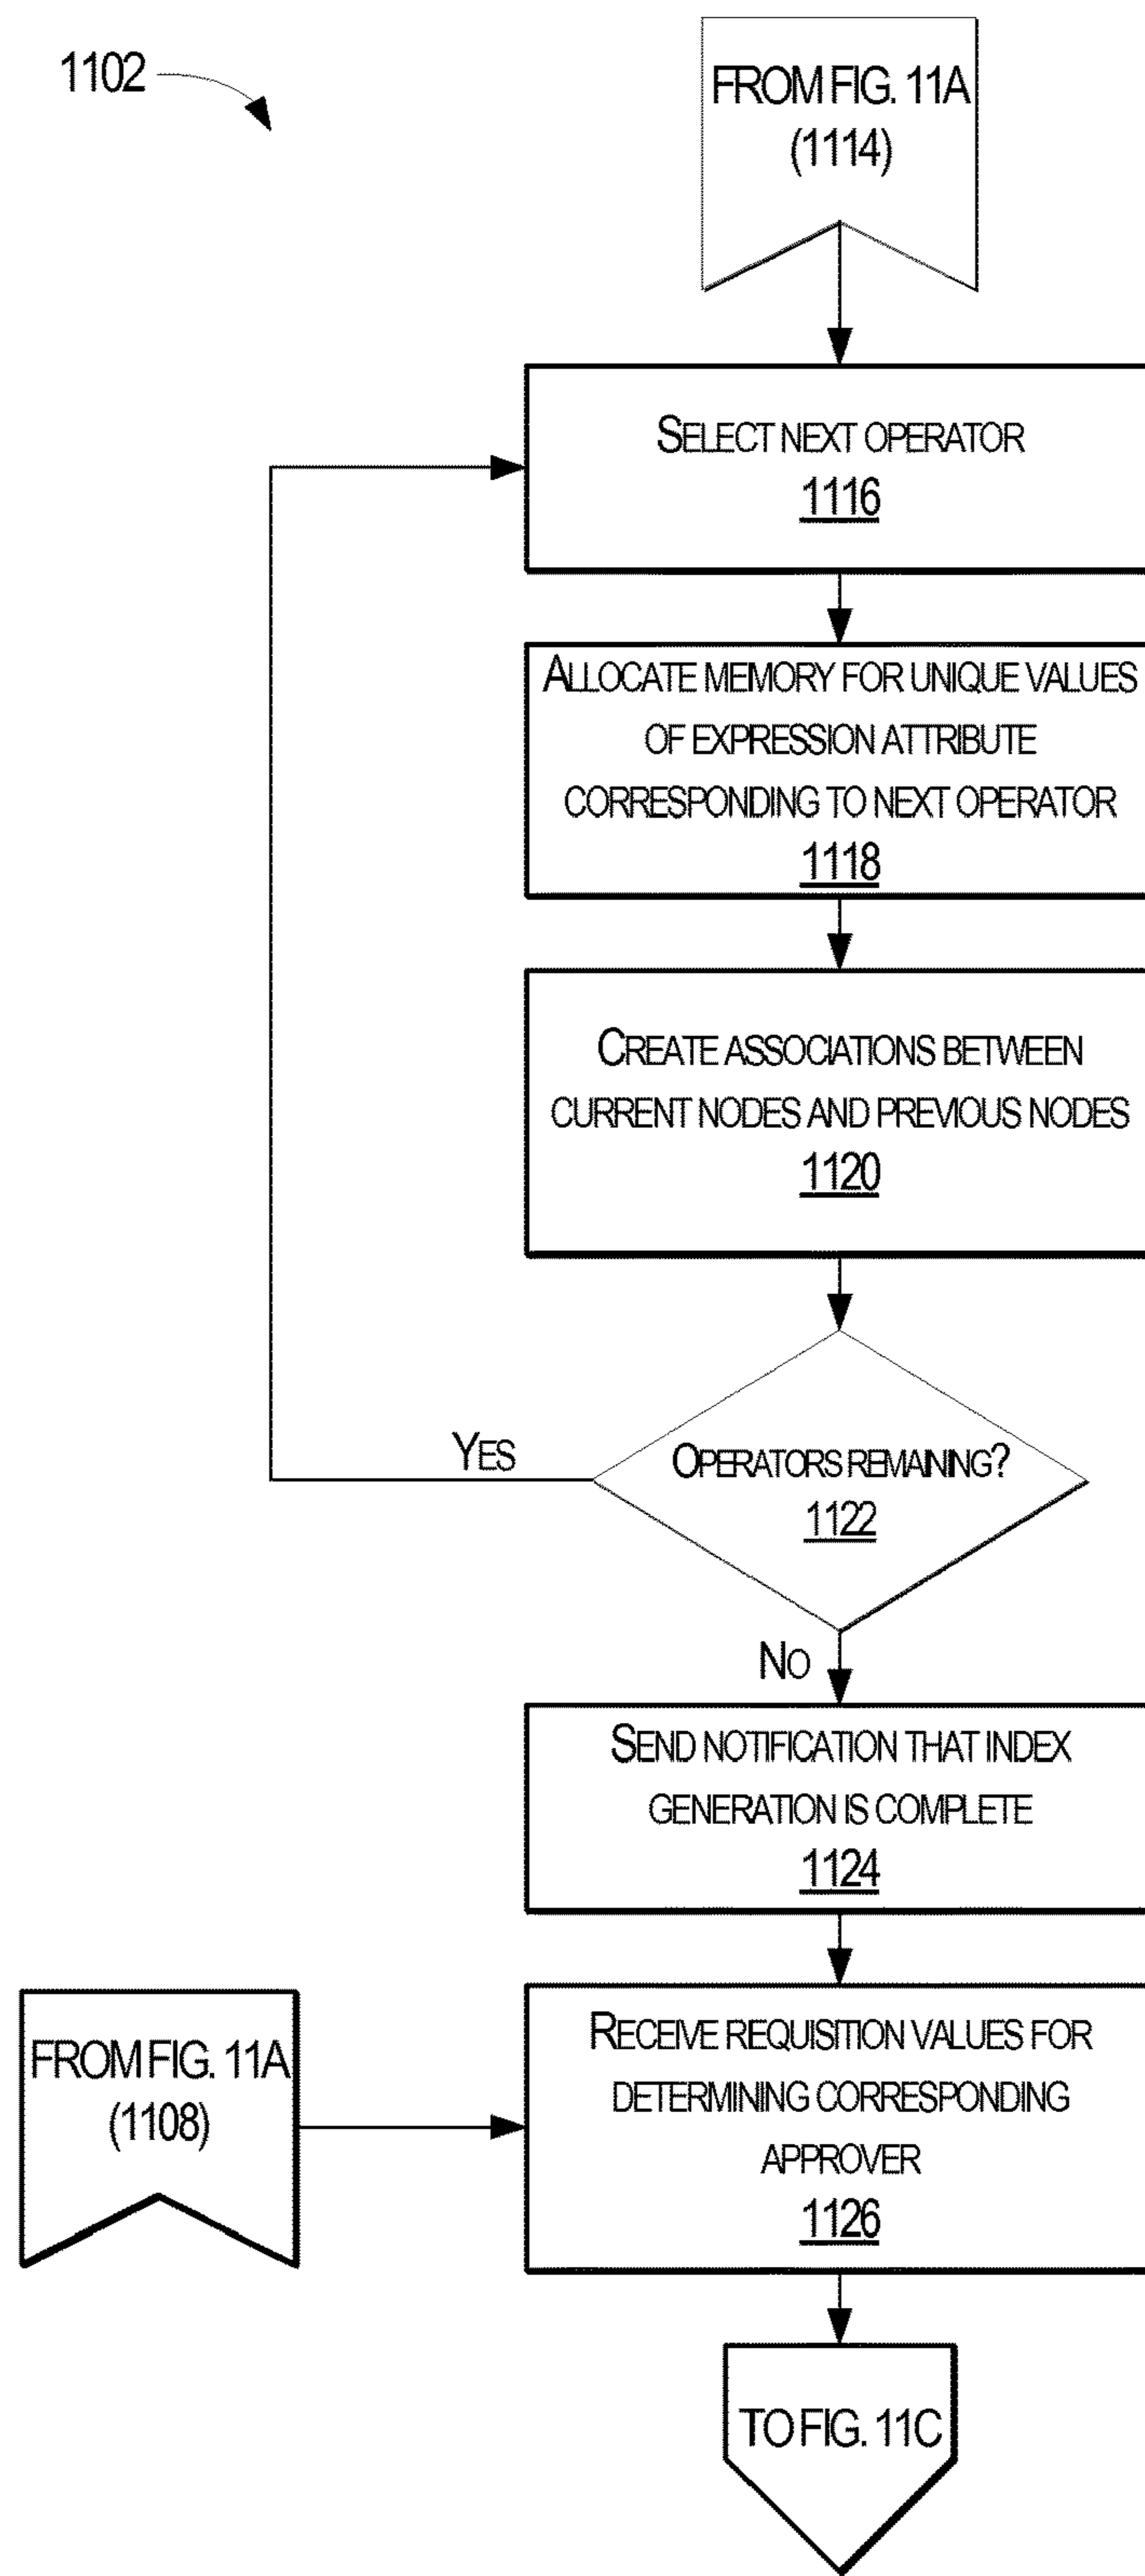 1102
FROM FIG. 11A
(1114)
SELECT NEXT OPERATOR
1116
ALLOCATE MEMORY FOR UNIQUE VALUES
OF EXPRESSION ATTRIBUTE
CORRESPONDING TO NEXT OPERATOR
1118
CREATE ASSOCIATIONS BETWEEN
CURRENT NODES AND PREVIOUS NODES
1120
OPERATORS REMAINING?
1122
YES
NO
SEND NOTIFICATION THAT INDEX
GENERATION IS COMPLETE
1124
FROM FIG. 11A
(1108)
RECEIVE REQUISITION VALUES FOR
DETERMINING CORRESPONDING
APPROVER
1126
TO FIG. 11C